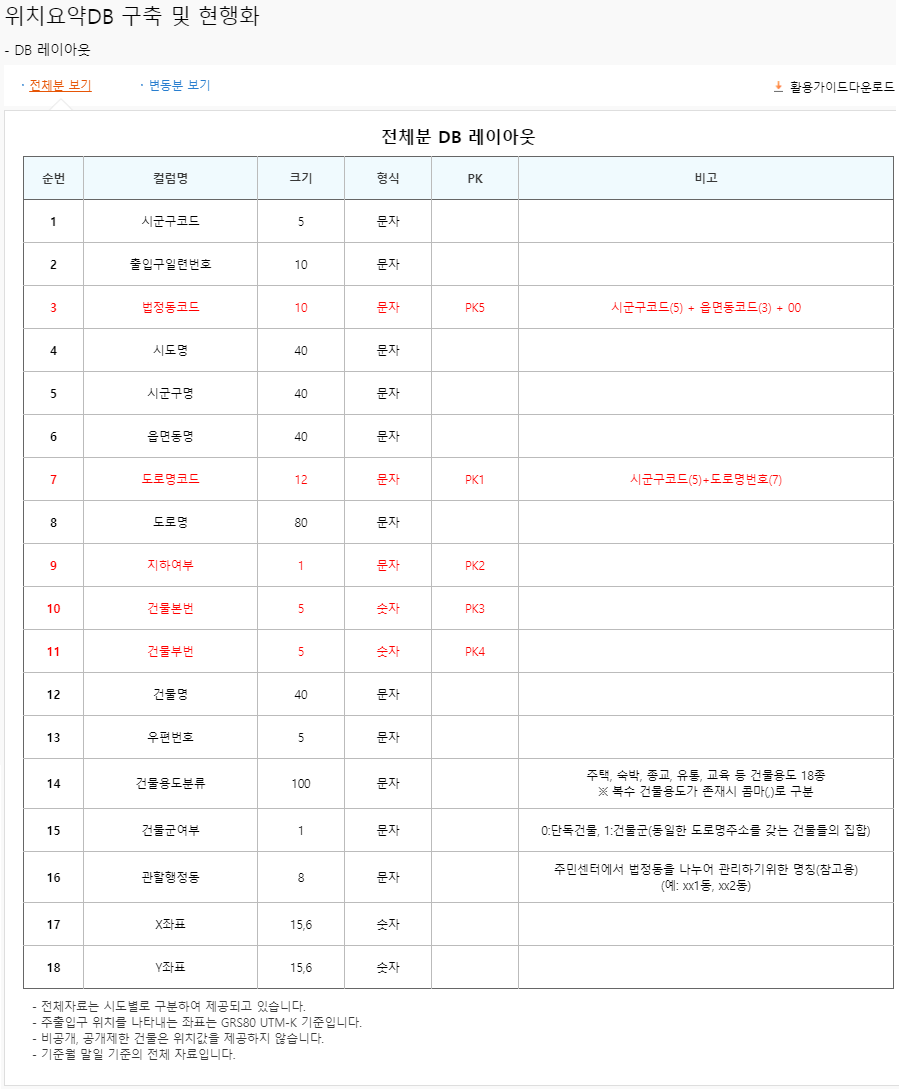 위치요약DB 구축 및 현행화
- DB 레이아웃
· 전체분 보기 · 변동분 보기 활용가이드다운로드
전체분 DB 레이아웃
순번 컬럼명 크기 형식 PK 비고
1 시군구코드 5 문자
2 출입구일련번호 10 문자
3 법정동코드 10 문자 PK5 시군구코드(5) + 읍면동코드(3) + 00
4 시도명 40 문자
5 시군구명 40 문자
6 읍면동명 40 문자
7 도로명코드 12 문자 PK1 시군구코드(5)+도로명번호(7)
8 도로명 80 문자
9 지하여부 1 문자 PK2
10 건물본번 5 숫자 PK3
11 건물부번 5 숫자 PK4
12 건물명 40 문자
13 우편번호 5 문자
14 건물용도분류 100 문자 주택, 숙박, 종교, 유통, 교육 등 건물용도 18종
※ 복수 건물용도가 존재시 콤마(,)로 구분
15 건물군여부 1 문자 0:단독건물, 1:건물군(동일한 도로명주소를 갖는 건물들의 집합)
16 관할행정동 8 문자 주민센터에서 법정동을 나누어 관리하기위한 명칭(참고용)
(예: xx1동, xx2동)
17 X좌표 15,6 숫자
18 Y좌표 15,6 숫자
- 전체자료는 시도별로 구분하여 제공되고 있습니다.
- 주출입구 위치를 나타내는 좌표는 GRS80 UTM-K 기준입니다.
- 비공개, 공개제한 건물은 위치값을 제공하지 않습니다.
- 기준월 말일 기준의 전체 자료입니다.